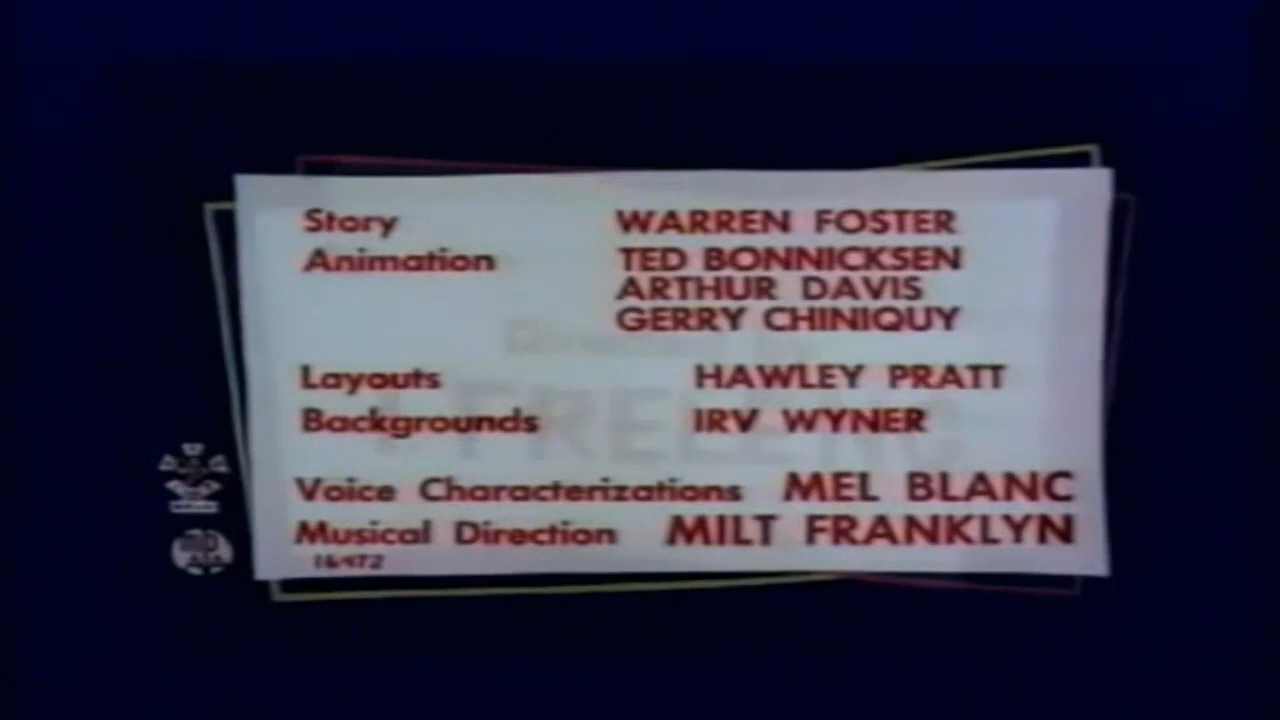 Story WARREN FOSTER
Animation TED BONNICKSEN
ARTHUR DAVIS
GERRY CHINIQUY
Layouts HAWLEY PRATT
Backgrounds IRV WYNER
Voice Characterizations MEL BLANC
Musical Direction MILT FRANKLYN
16472